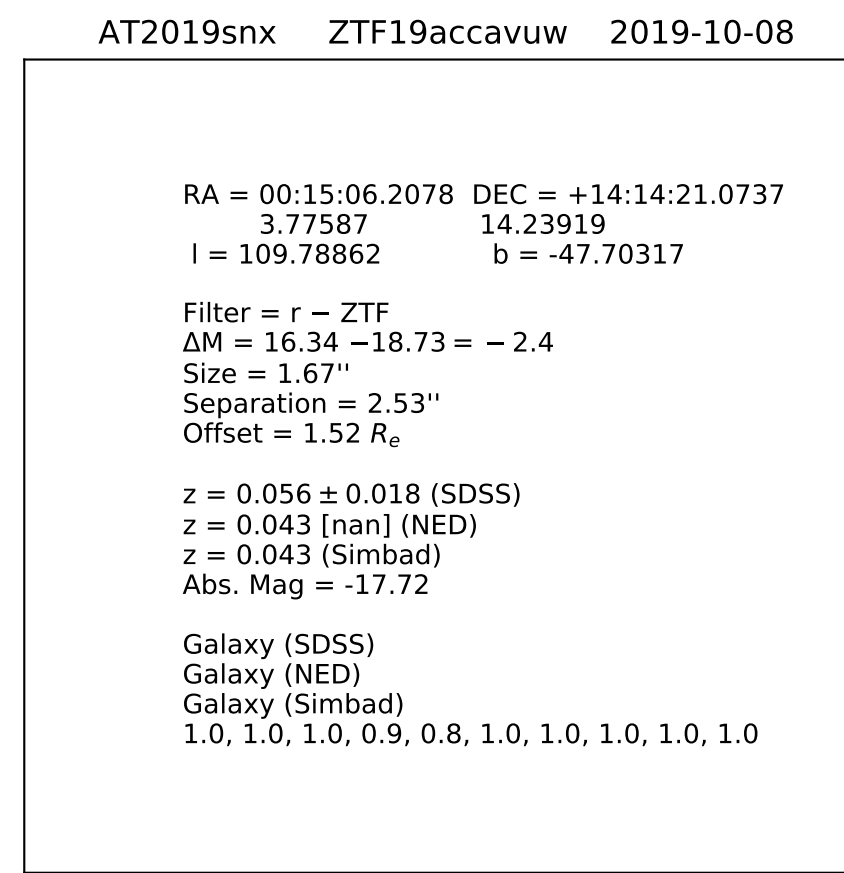 AT2019snx ZTF19accavuw 2019-10-08
RA = 00:15:06.2078 DEC = +14:14:21.0737
3.77587 14.23919
l = 109.78862 b = -47.70317
Filter = r − ZTF
ΔM = 16.34 −18.73 = − 2.4
Size = 1.67''
Separation = 2.53''
Offset = 1.52 Re
z = 0.056 ± 0.018 (SDSS)
z = 0.043 [nan] (NED)
z = 0.043 (Simbad)
Abs. Mag = -17.72
Galaxy (SDSS)
Galaxy (NED)
Galaxy (Simbad)
1.0, 1.0, 1.0, 0.9, 0.8, 1.0, 1.0, 1.0, 1.0, 1.0